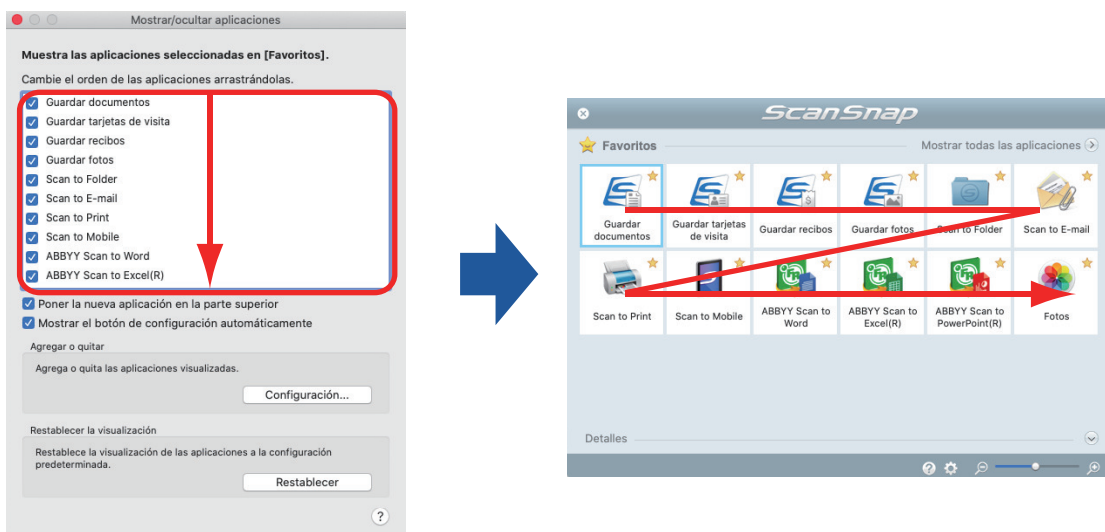 Mostrar/ocultar aplicaciones
Muestra las aplicaciones seleccionadas en [Favoritos].
Cambie el orden de las aplicaciones arrastrándolas.
Guardar documentos
Guardar tarjetas de visita
Guardar recibos
Guardar fotos
Scan to Folder
Scan to E-mail
Scan to Print
Scan to Mobile
ABBYY Scan to Word
ABBYY Scan to Excel(R)
Poner la nueva aplicación en la parte superior
Mostrar el botón de configuración automáticamente
Agregar o quitar
Agrega o quita las aplicaciones visualizadas.
Configuración...
Restablecer la visualización
Restablece la visualización de las aplicaciones a la configuración
predeterminada.
Restablecer
?
ScanSnap
Favoritos
Mostrar todas las aplicaciones
Guardar
documentos
Guardar tarjetas
de visita
Guardar recibos
Guardar fotos
Scan to Folder
Scan to E-mail
Scan to Print
Scan to Mobile
ABBYY Scan to
Word
ABBYY Scan to
Excel(R)
ABBYY Scan to
PowerPoint(R)
Fotos
Detalles
?